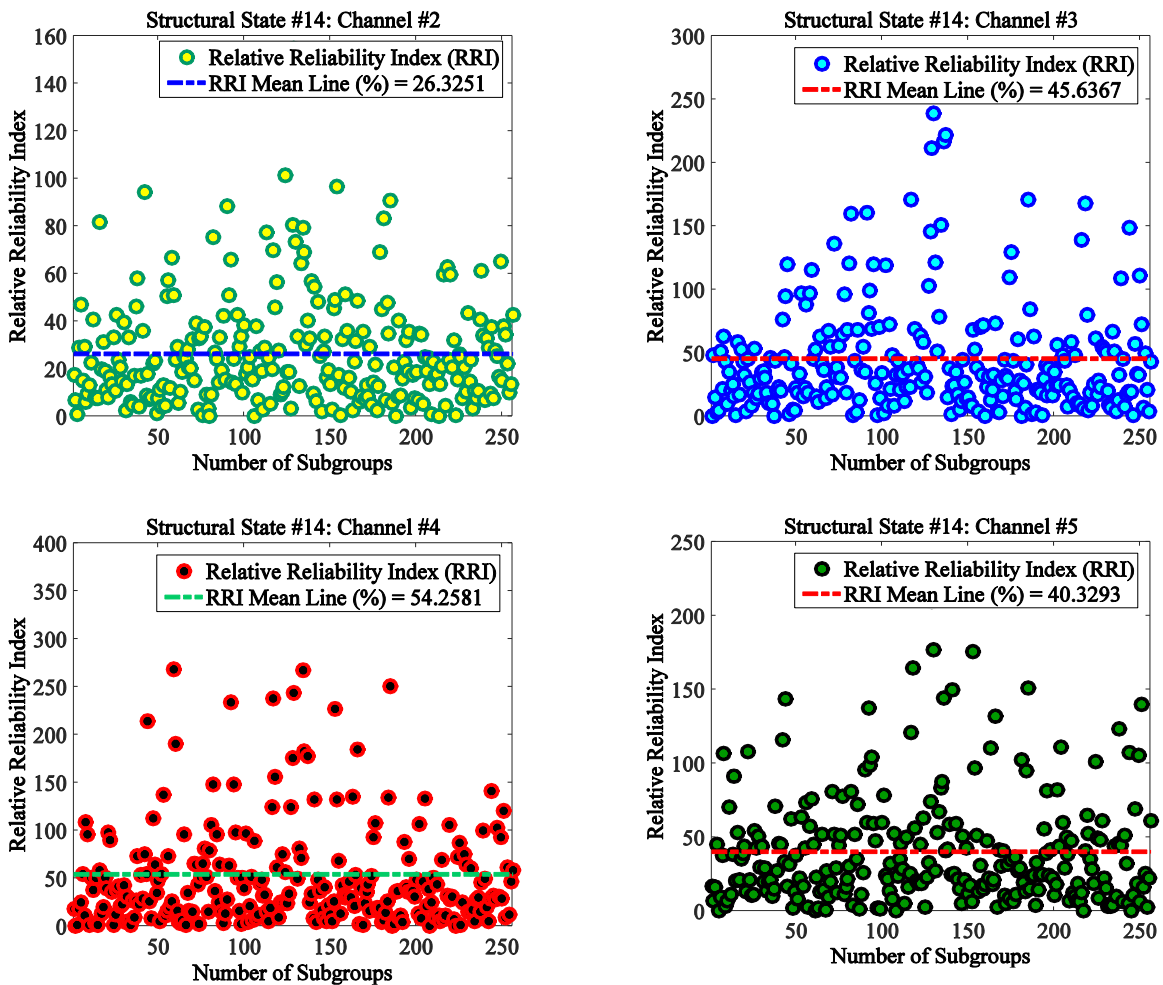 Structural State #14: Channel #2
Relative Reliability Index
160
140
120
100
80
60
40
20
0
Relative Reliability Index (RRI)
RRI Mean Line (%) = 26.3251
50 100 150 200 250
Number of Subgroups
Structural State #14: Channel #3
Relative Reliability Index
300
250
200
150
100
50
0
Relative Reliability Index (RRI)
RRI Mean Line (%) = 45.6367
50 100 150 200 250
Number of Subgroups
Structural State #14: Channel #4
Relative Reliability Index
400
350
300
250
200
150
100
50
0
Relative Reliability Index (RRI)
RRI Mean Line (%) = 54.2581
50 100 150 200 250
Number of Subgroups
Structural State #14: Channel #5
Relative Reliability Index
250
200
150
100
50
0
Relative Reliability Index (RRI)
RRI Mean Line (%) = 40.3293
50 100 150 200 250
Number of Subgroups